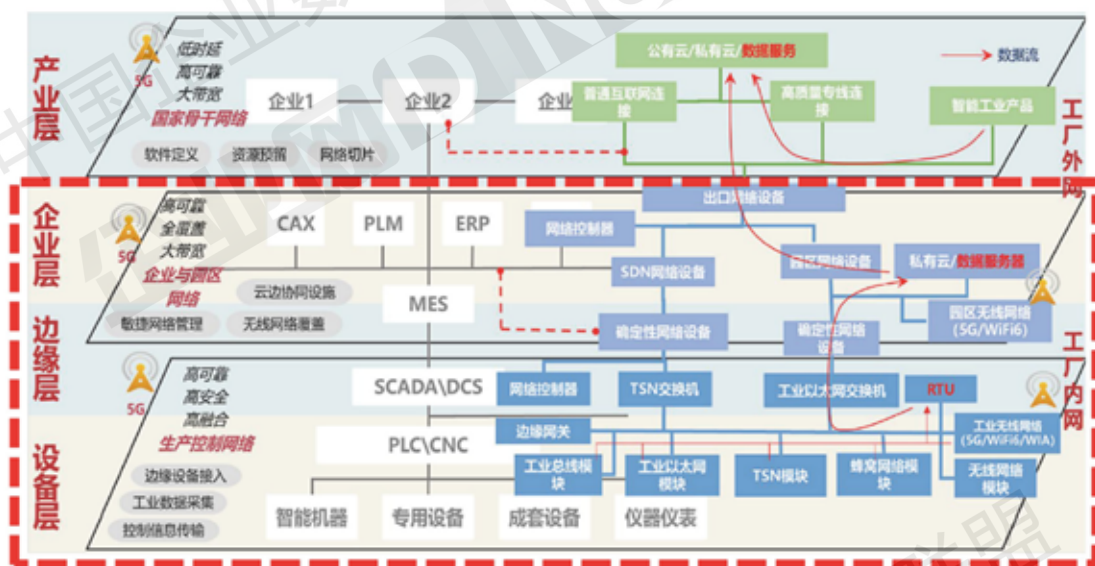 产业层
5G
低时延
高可靠
大带宽
国家骨干网络
软件定义
资源预留
网络切片
企业1
企业2
企业
公有云/私有云/数据服务
普通互联网连
接
高质量专线连
接
智能工业产品
数据流
工厂外网
企业层
5G
高可靠
全覆盖
大带宽
企业与园区
网络
云边协同设施
敏捷网络管理
无线网络覆盖
CAX
PLM
ERP
MES
网络控制器
出口网络设备
SDN网络设备
园区网络设备
私有云/数据服务器
园区无线网络
(5G/WiFi6)
确定性网络设备
确定性网络
设备
边缘层
5G
高可靠
高安全
高融合
生产控制网络
边缘设备接入
工业数据采集
控制信息传输
SCADA\DCS
PLC\CNC
网络控制器
TSN交换机
工业以太网交换机
RTU
工厂内网
边缘网关
工业无线网络
(5G/WiFi6/WIA)
工业总线模
块
工业以太网
模块
TSN模块
蜂窝网络模
块
无线网络
模块
设备层
智能机器
专用设备
成套设备
仪器仪表